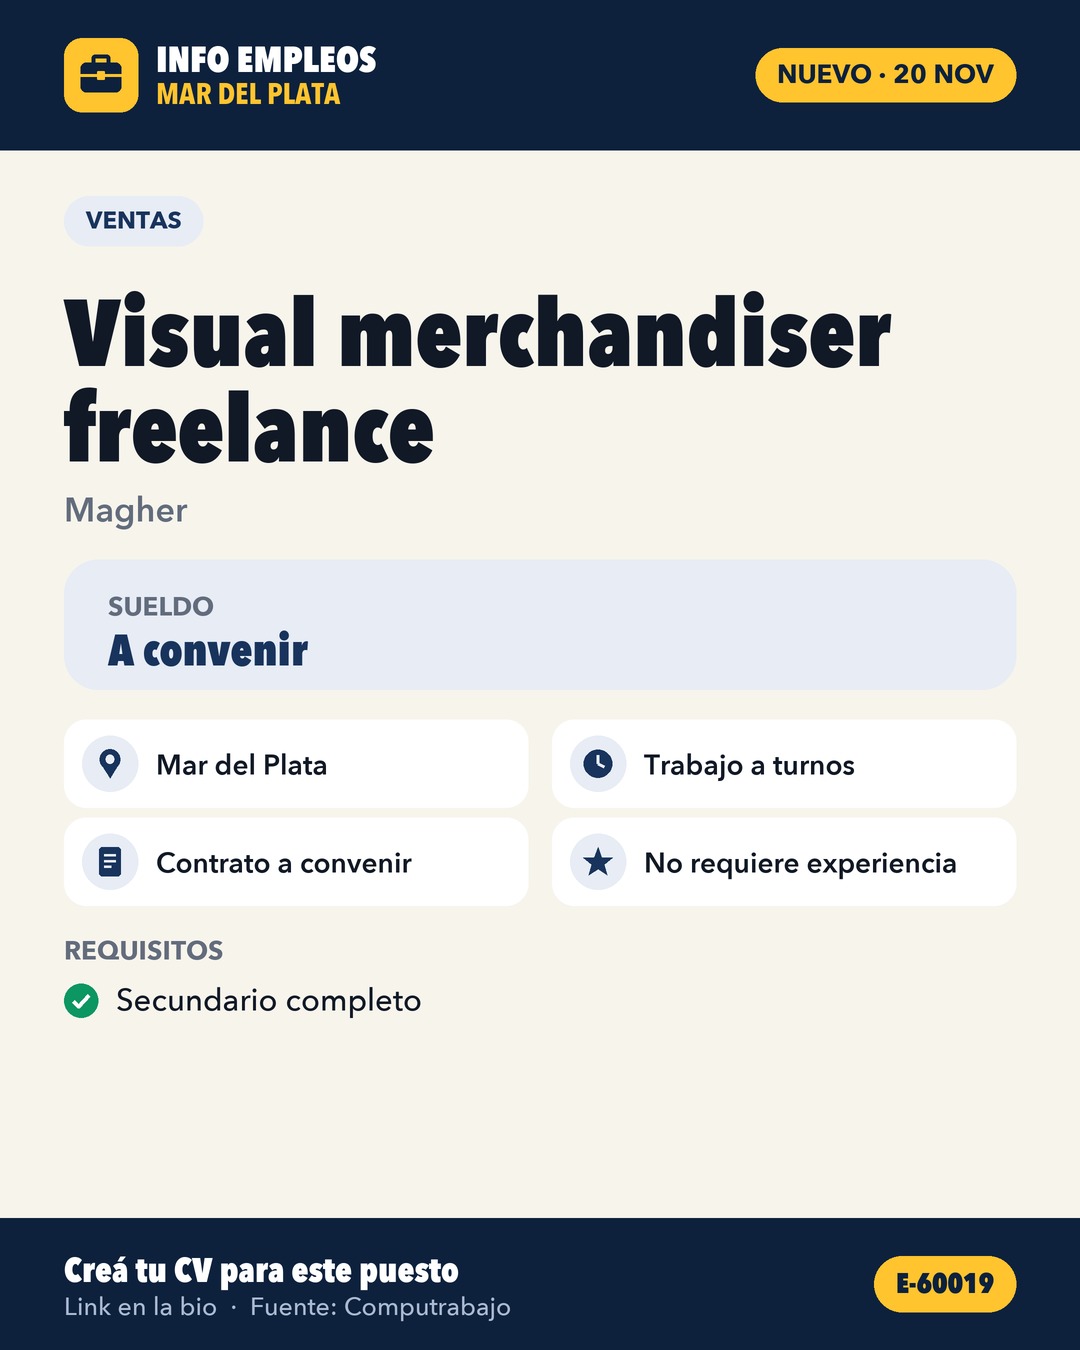 INFO EMPLEOS
MAR DEL PLATA
NUEVO · 20 NOV
VENTAS
Visual merchandiser
freelance
Magher
SUELDO
A convenir
Mar del Plata
Trabajo a turnos
Contrato a convenir
No requiere experiencia
REQUISITOS
Secundario completo
Creá tu CV para este puesto
Link en la bio · Fuente: Computrabajo
E-60019